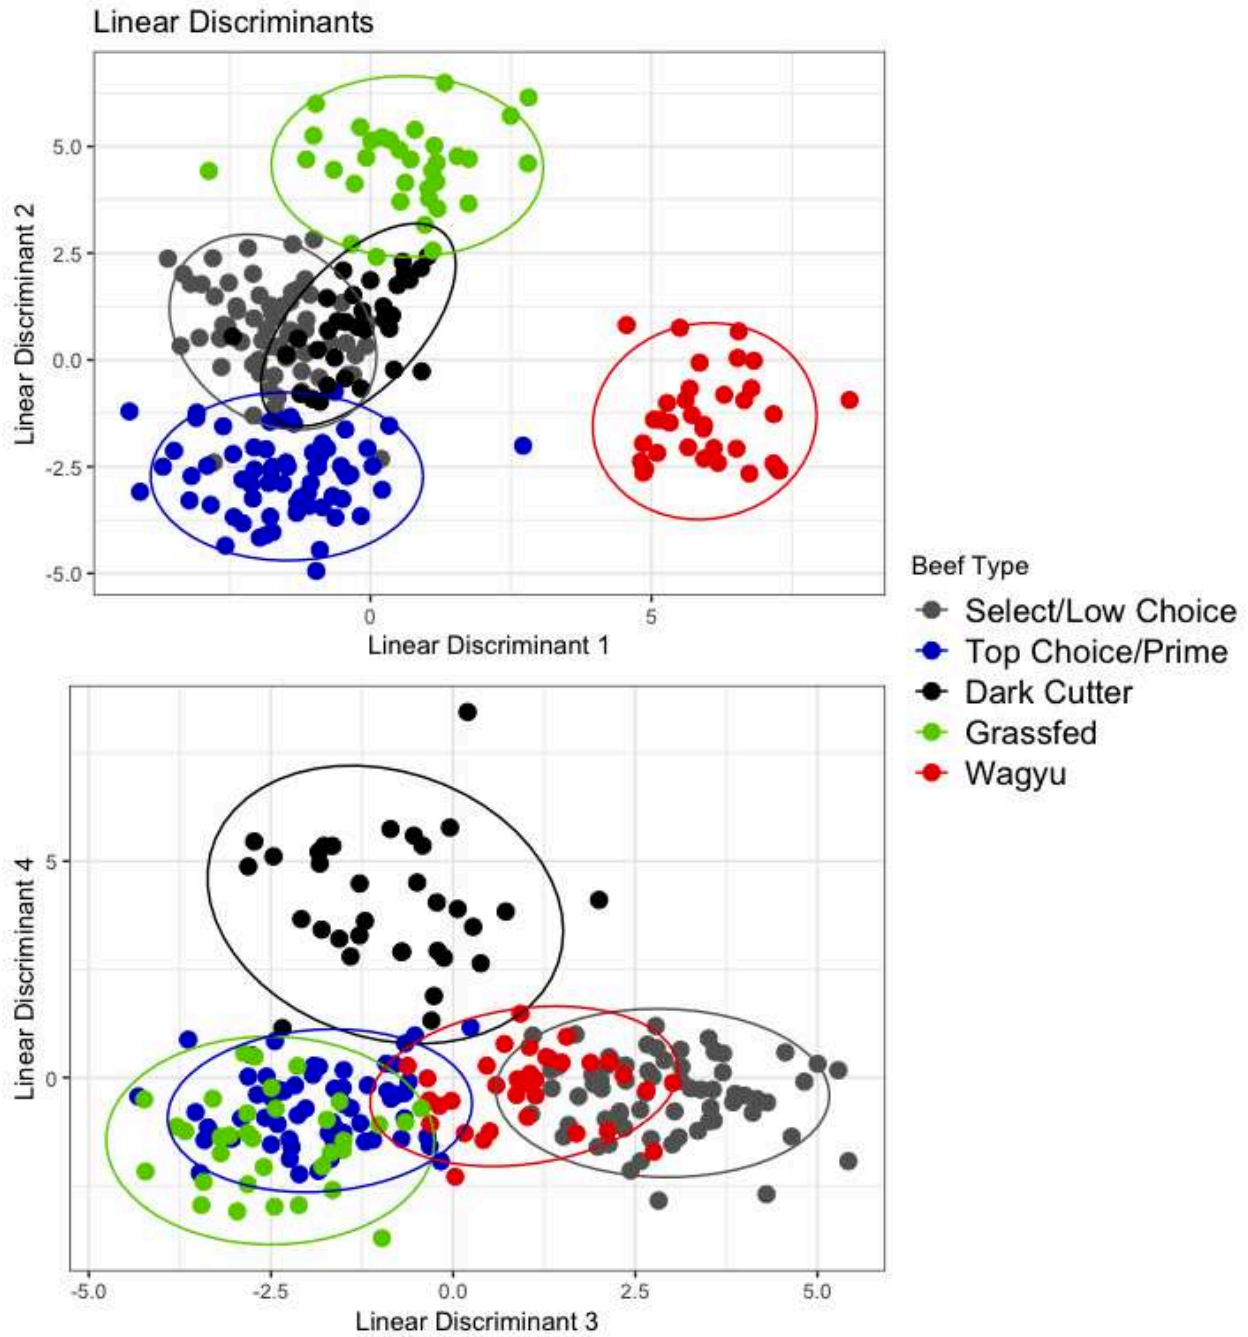 Linear Discriminants
Linear Discriminant 2
5.0
2.5
0.0
-2.5
-5.0
0
5
Linear Discriminant 1
Beef Type
Select/Low Choice
Top Choice/Prime
Dark Cutter
Grassfed
Wagyu
Linear Discriminant 4
5
0
-5.0
-2.5
0.0
2.5
5.0
Linear Discriminant 3